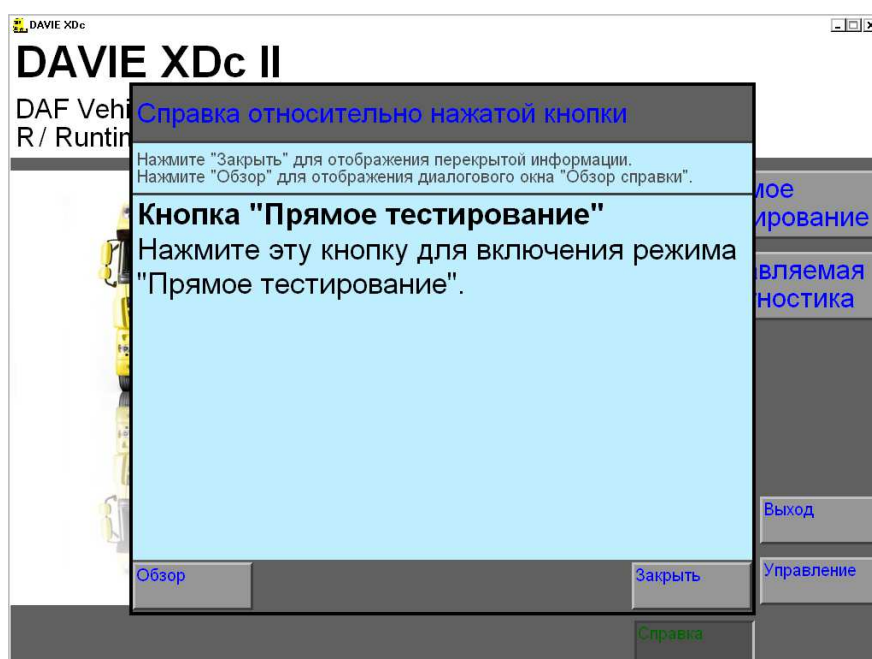 DAVIE XDc
DAVIE XDc II
DAF Vehi
R / Runtin
Справка относительно нажатой кнопки
Нажмите "Закрыть" для отображения перекрытой информации.
Нажмите "Обзор" для отображения диалогового окна "Обзор справки".
Кнопка "Прямое тестирование"
Нажмите эту кнопку для включения режима
"Прямое тестирование".
мое
ирование
авляемая
гностика
Выход
Обзор
Закрыть
Управление
Справка